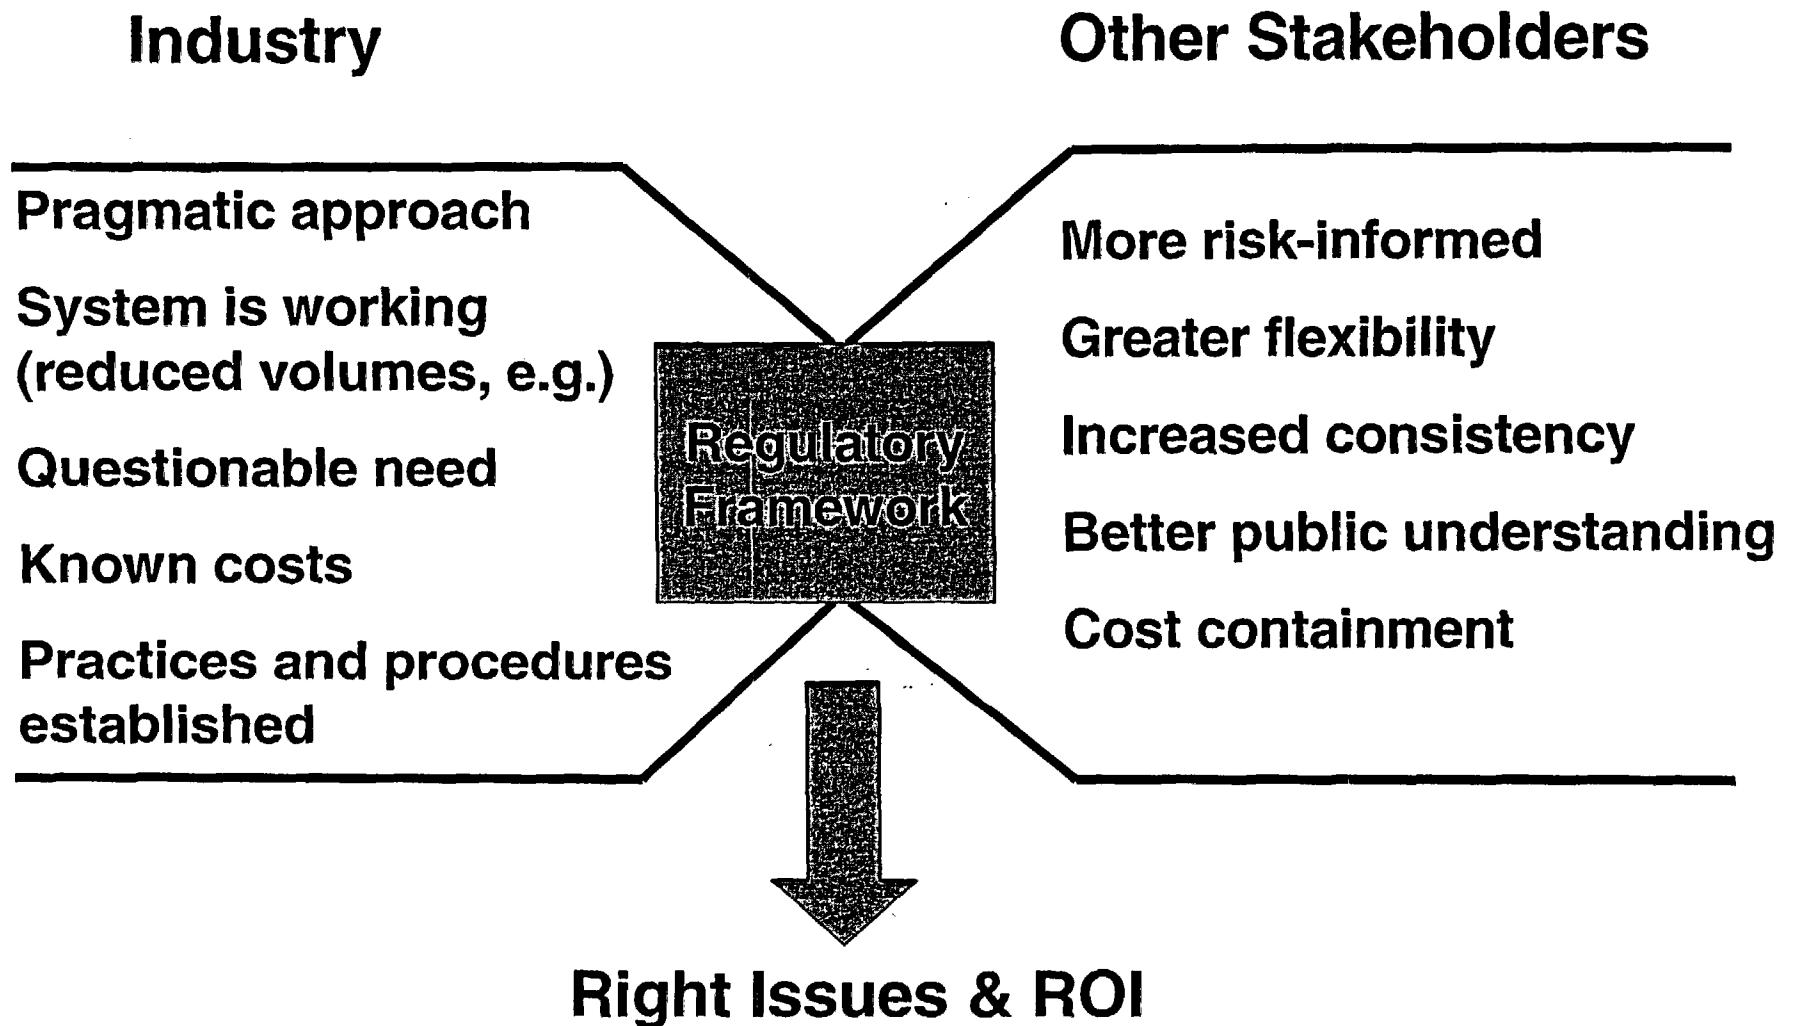 Industry
Pragmatic approach
System is working
(reduced volumes, e.g.)
Questionable need
Known costs
Practices and procedures
established
Regulatory
Framework
Other Stakeholders
More risk-informed
Greater flexibility
Increased consistency
Better public understanding
Cost containment
Right Issues & ROI